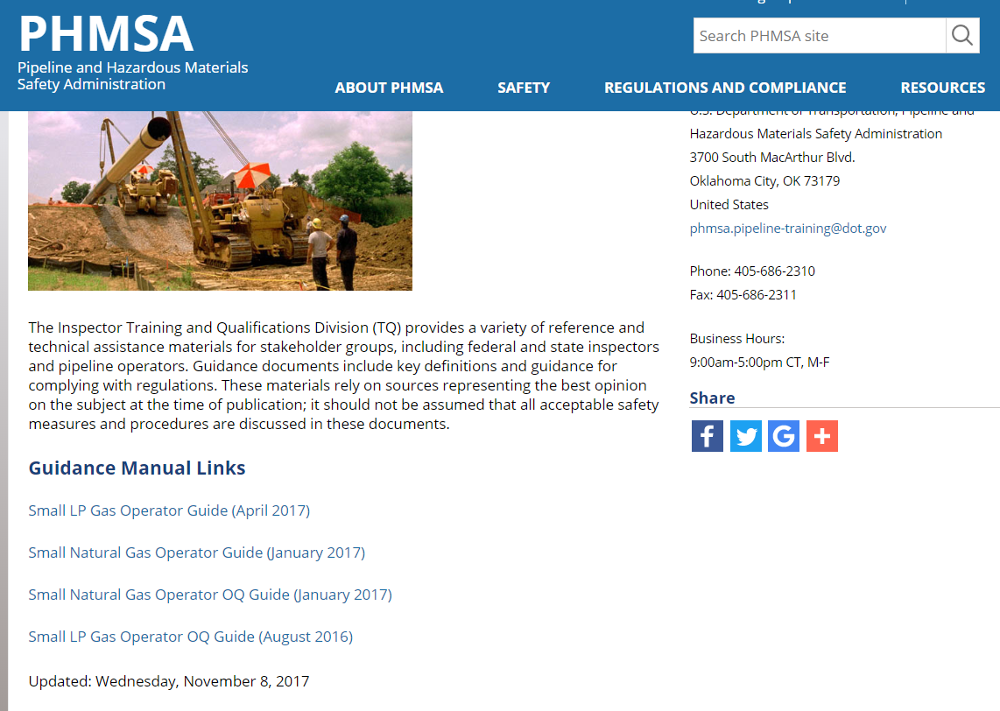 PHMSA
Pipeline and Hazardous Materials
Safety Administration
Search PHMSA site
ABOUT PHMSA SAFETY REGULATIONS AND COMPLIANCE RESOURCES
The Inspector Training and Qualifications Division (TQ) provides a variety of reference and
technical assistance materials for stakeholder groups, including federal and state inspectors
and pipeline operators. Guidance documents include key definitions and guidance for
complying with regulations. These materials rely on sources representing the best opinion
on the subject at the time of publication; it should not be assumed that all acceptable safety
measures and procedures are discussed in these documents.
Guidance Manual Links
Small LP Gas Operator Guide (April 2017)
Small Natural Gas Operator Guide (January 2017)
Small Natural Gas Operator OQ Guide (January 2017)
Small LP Gas Operator OQ Guide (August 2016)
Updated: Wednesday, November 8, 2017
U.S. Department of Transportation, Pipeline and
Hazardous Materials Safety Administration
3700 South MacArthur Blvd.
Oklahoma City, OK 73179
United States
phmsa.pipeline-training@dot.gov
Phone: 405-686-2310
Fax: 405-686-2311
Business Hours:
9:00am-5:00pm CT, M-F
Share